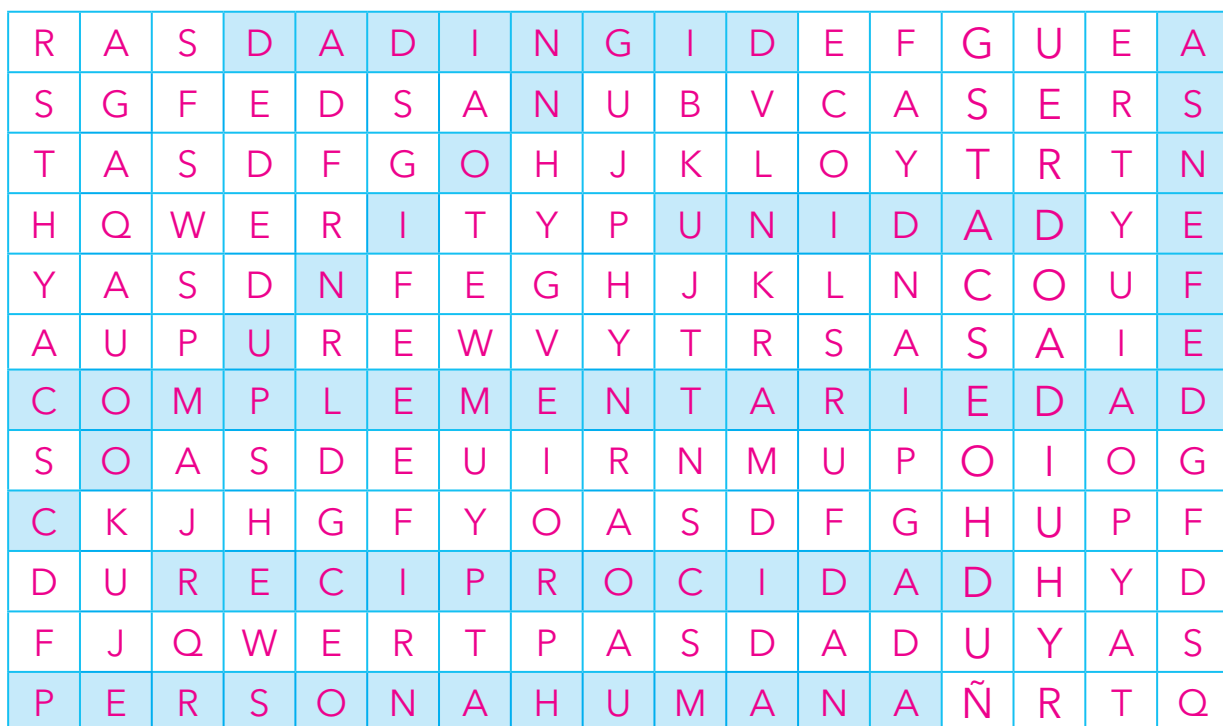 R A S D A D I N G I D E F G U E A
S G F E D S A N U B V C A S E R S
T A S D F G O H J K L O Y T R T N
H Q W E R I T Y P U N I D A D Y E
Y A S D N F E G H J K L N C O U F
A U P U R E W V Y T R S A S A I E
C O M P L E M E N T A R I E D A D
S O A S D E U I R N M U P O I O G
C K J H G F Y O A S D F G H U P F
D U R E C I P R O C I D A D H Y D
F J Q W E R T P A S D A D U Y A S
P E R S O N A H U M A N A Ñ R T Q